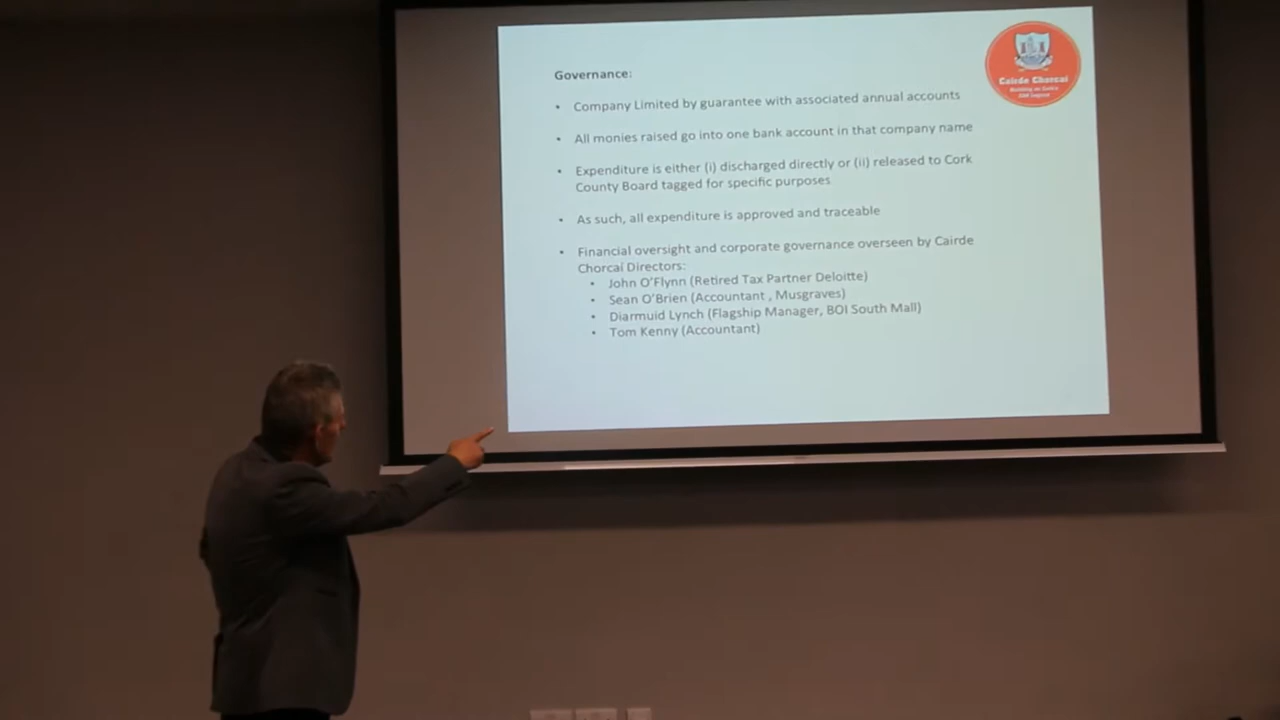 Governance:
• Company Limited by guarantee with associated annual accounts
• All monies raised go into one bank account in that company name
• Expenditure is either (i) discharged directly or (ii) released to Cork
County Board tagged for specific purposes
• As such, all expenditure is approved and traceable
• Financial oversight and corporate governance overseen by Cairde
Chorcaí Directors:
• John O'Flynn (Retired Tax Partner Deloitte)
• Sean O'Brien (Accountant , Musgraves)
• Diarmuid Lynch (Flagship Manager, BOI South Mall)
• Tom Kenny (Accountant)
Cairde Chorcaí